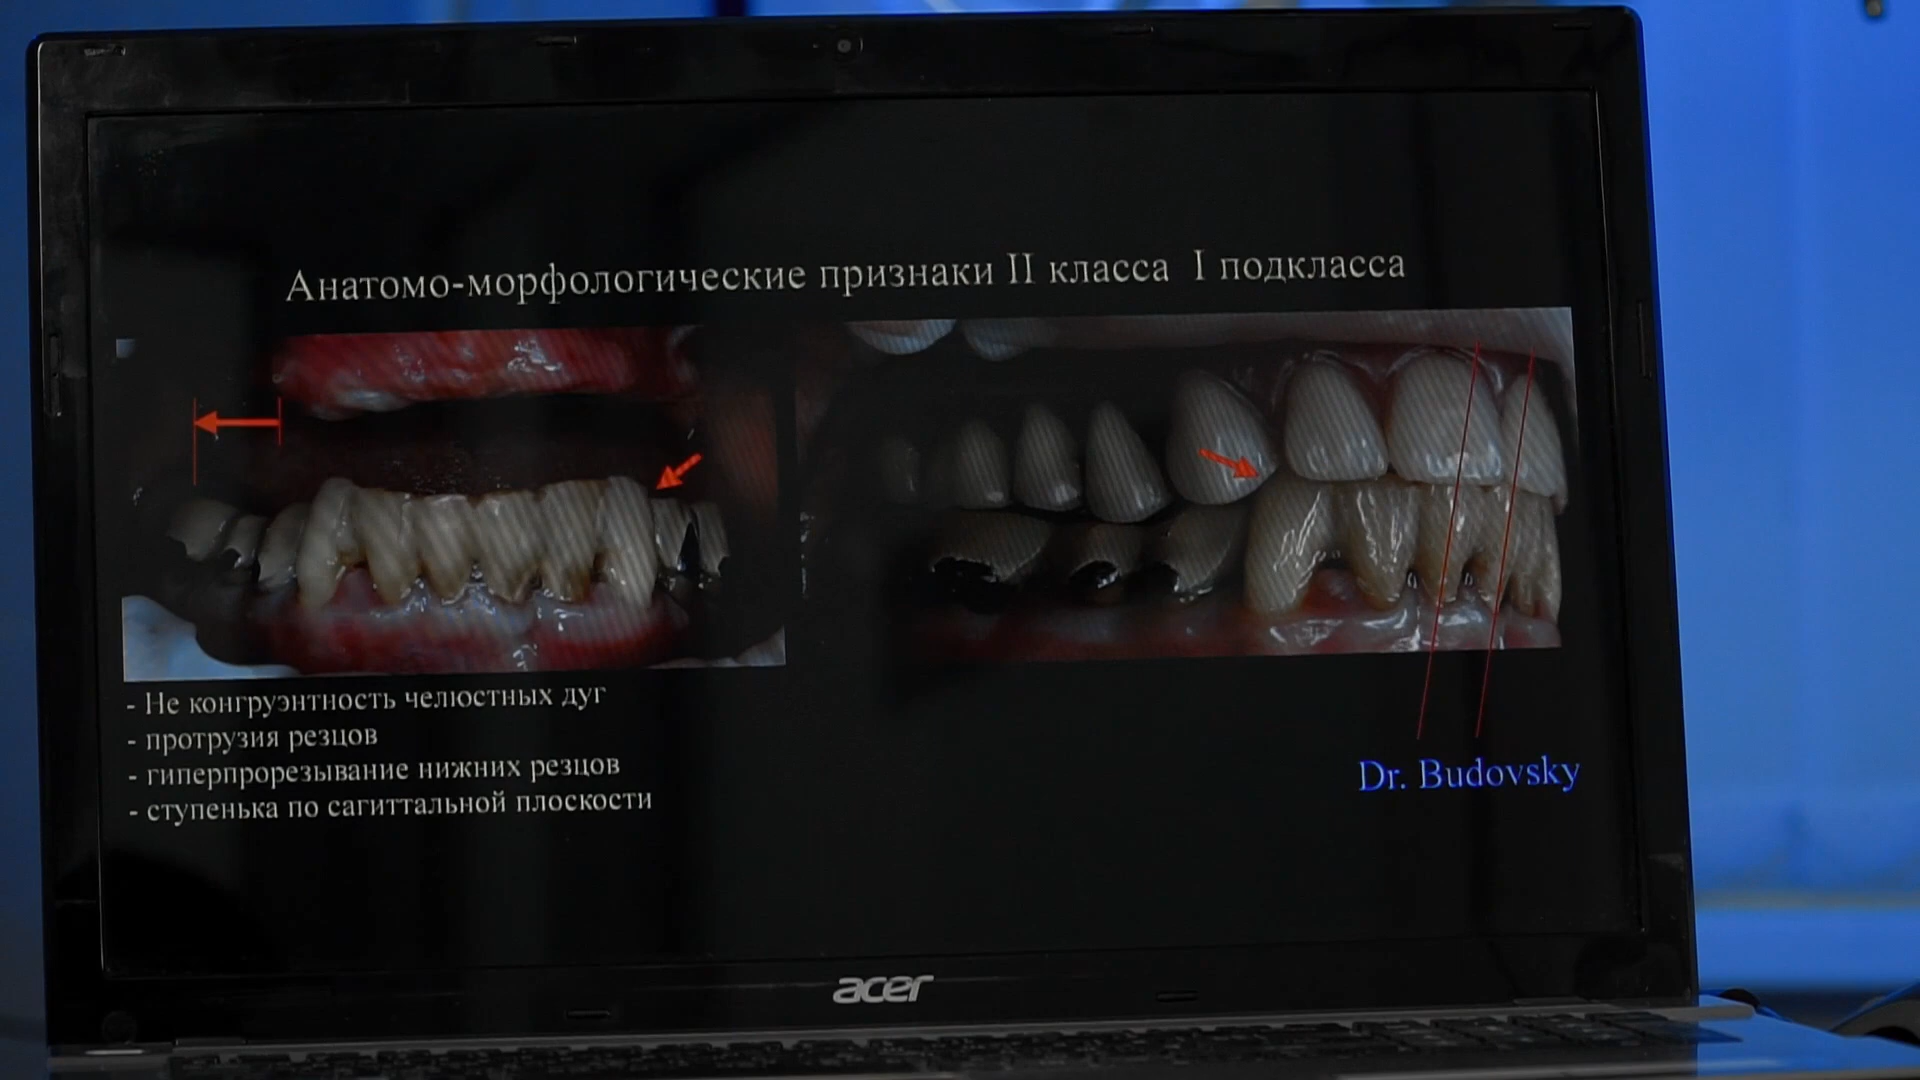 Анатомо-морфологические признаки II класса I подкласса
- Не конгруэнтность челюстных дуг
- протрузия резцов
- гиперпрорезывание нижних резцов
- ступенька по сагиттальной плоскости
Dr. Budovsky
acer